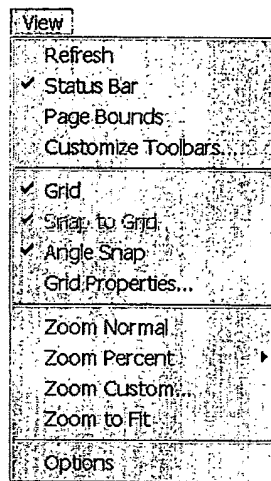 View
Refresh
Status Bar
Page Bounds
Customize Toolbars...
Grid
Snap to Grid
Angle Snap
Grid Properties...
Zoom Normal
Zoom Percent
Zoom Custom...
Zoom to Fit
Options